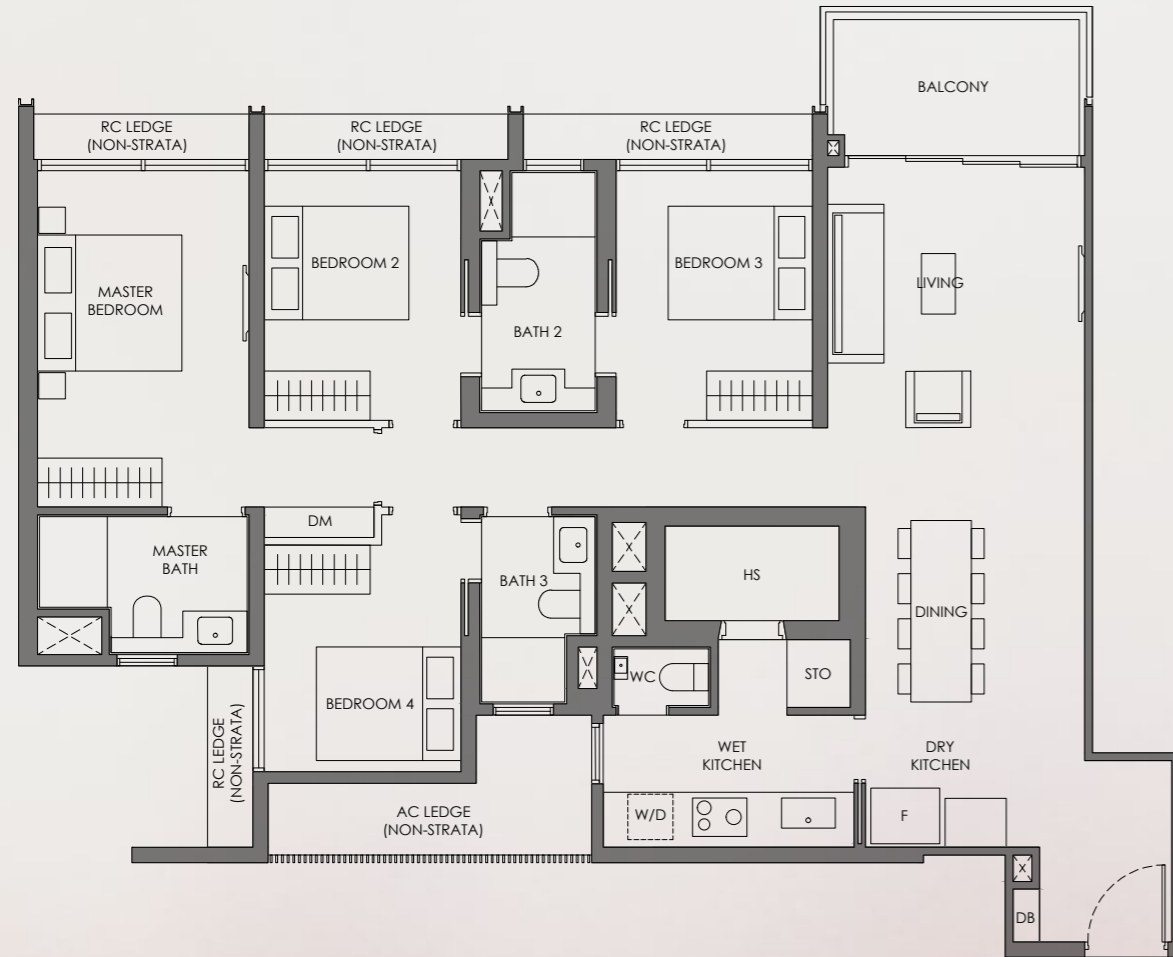 BALCONY
RC LEDGE
(NON-STRATA)
RC LEDGE
(NON-STRATA)
RC LEDGE
(NON-STRATA)
MASTER
BEDROOM
BEDROOM 2
BEDROOM 3
LIVING
BATH 2
DM
MASTER
BATH
BATH 3
X
X
HS
DINING
X
WC
STO
BEDROOM 4
RC LEDGE
(NON-STRATA)
WET
KITCHEN
DRY
KITCHEN
AC LEDGE
(NON-STRATA)
W/D
F
X
DB